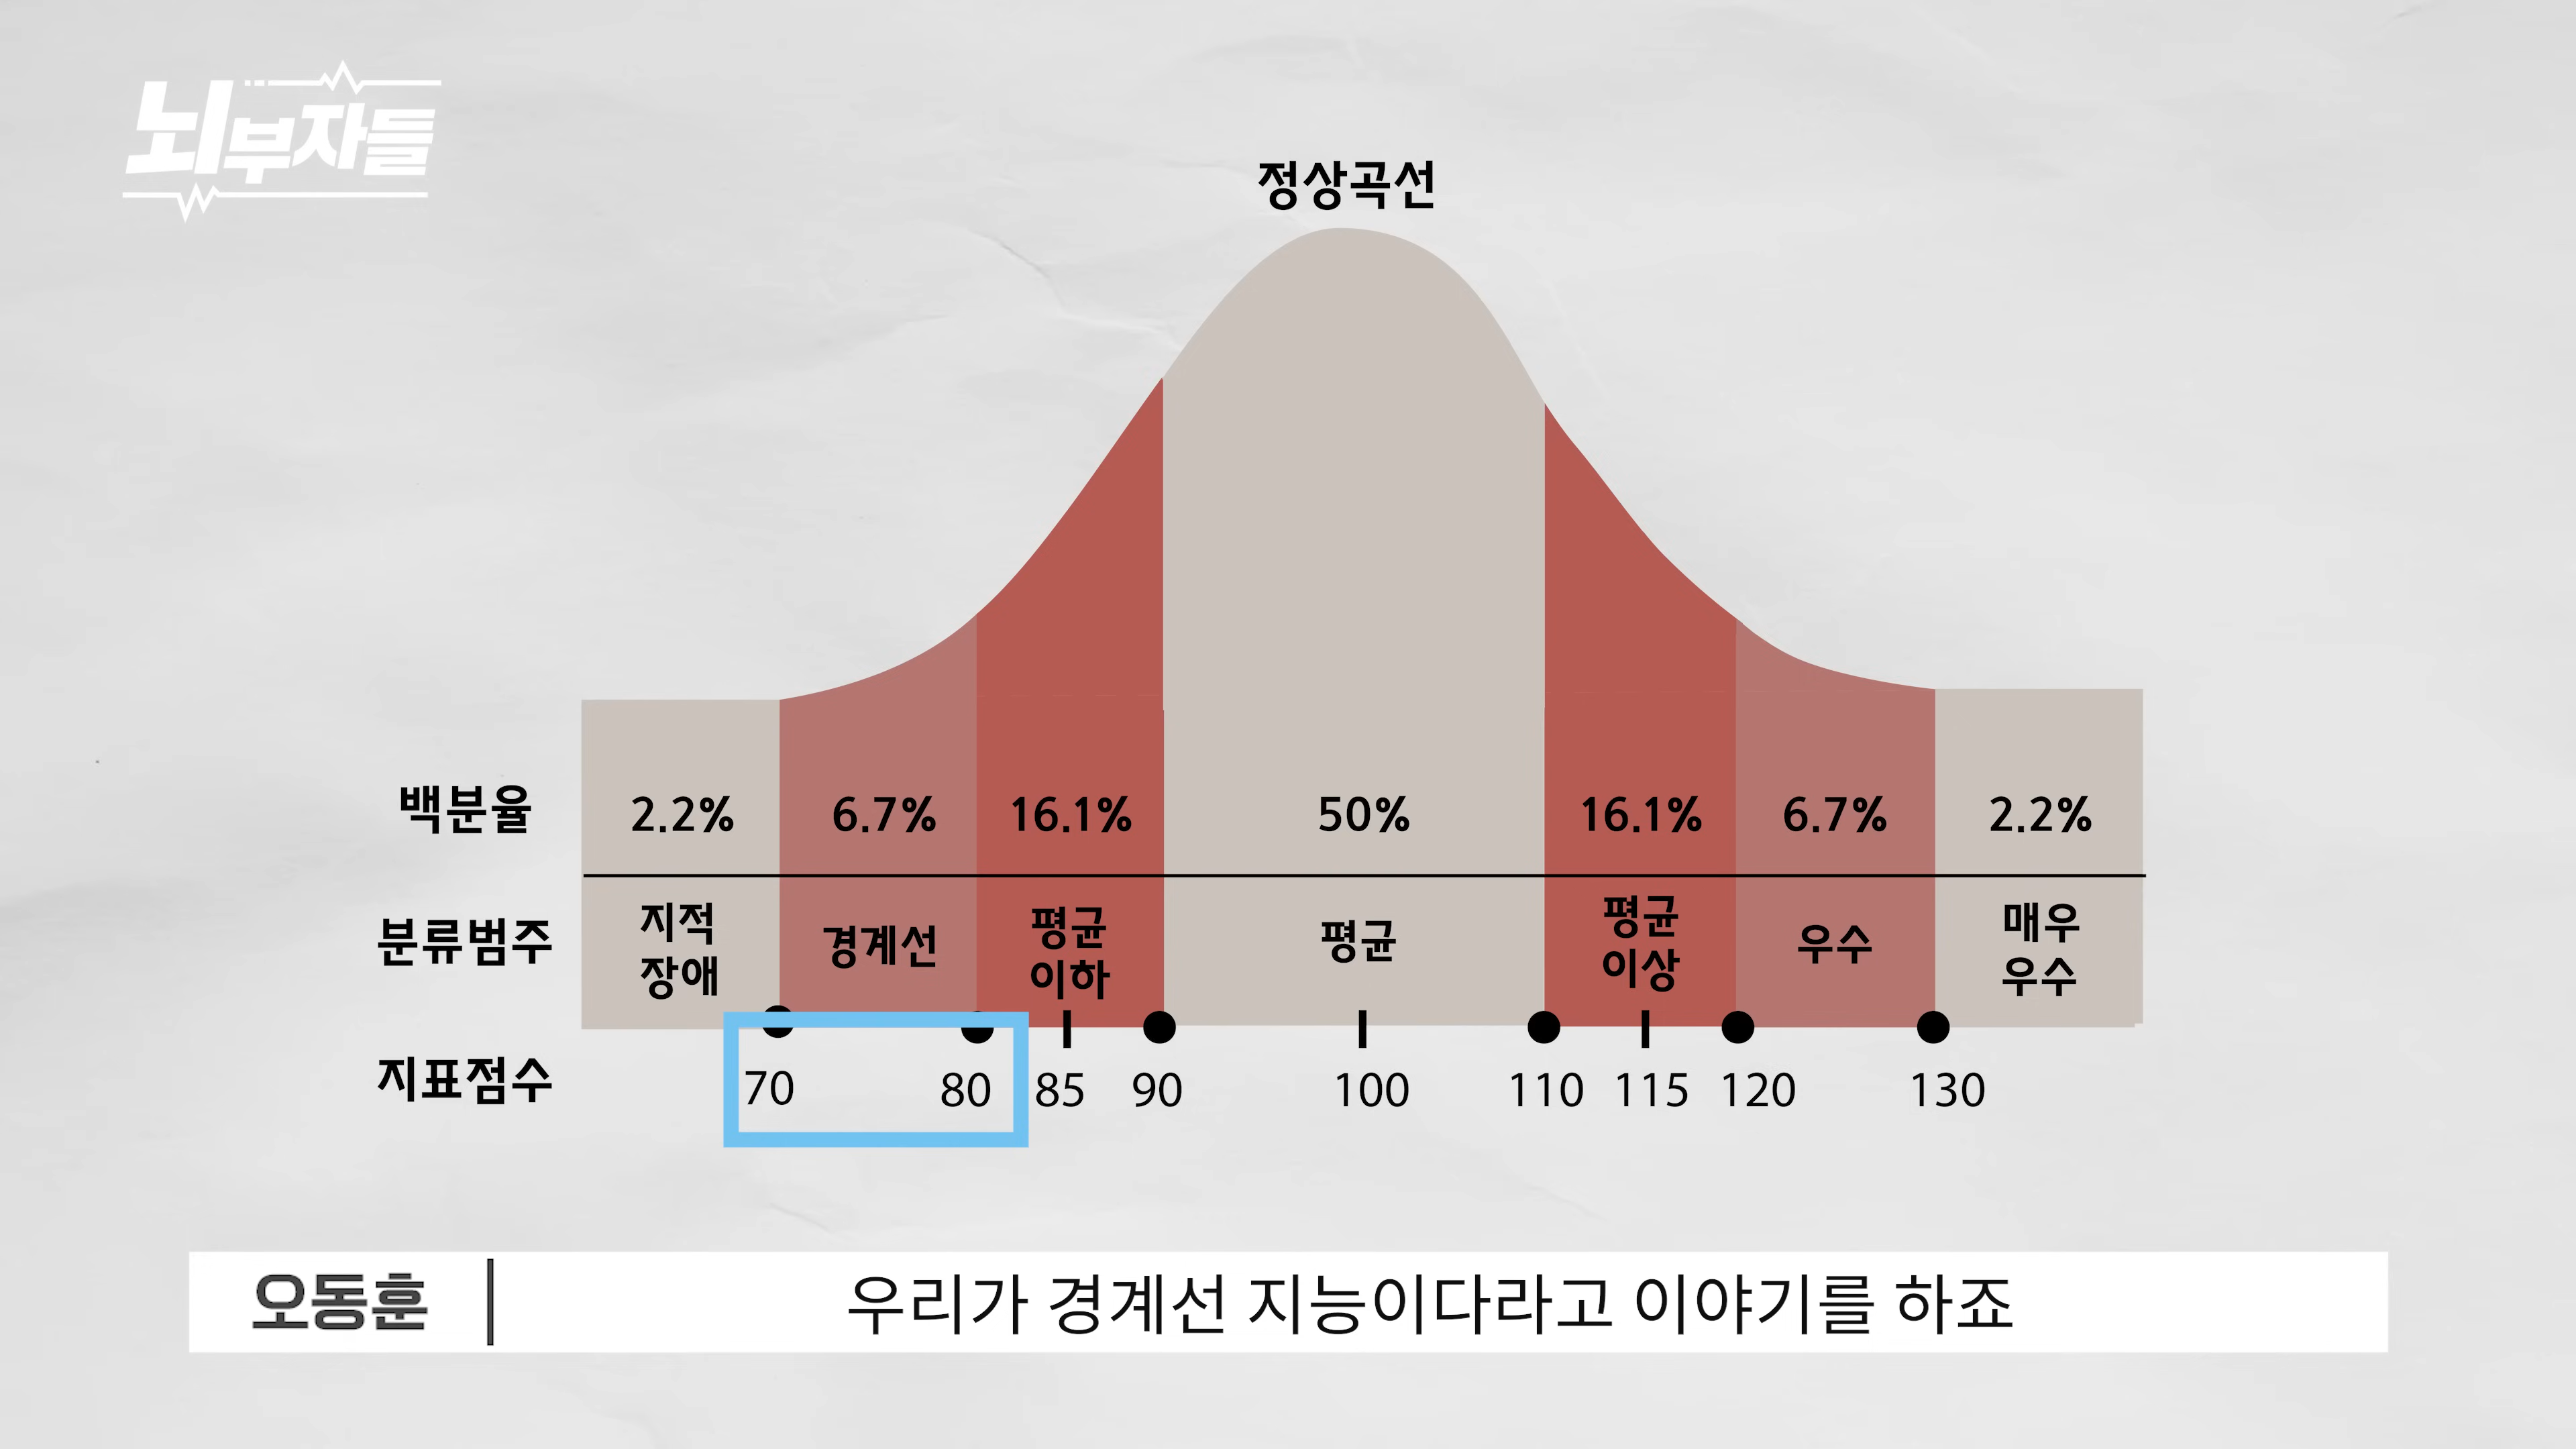 뇌부자들
정상곡선
백분율 2.2% 6.7% 16.1% 50% 16.1% 6.7% 2.2%
분류범주 지적 장애 경계선 평균 이하 평균 평균 이상 우수 매우 우수
지표점수 70 80 85 90 100 110 115 120 130
오동훈 우리가 경계선 지능이다라고 이야기를 하죠